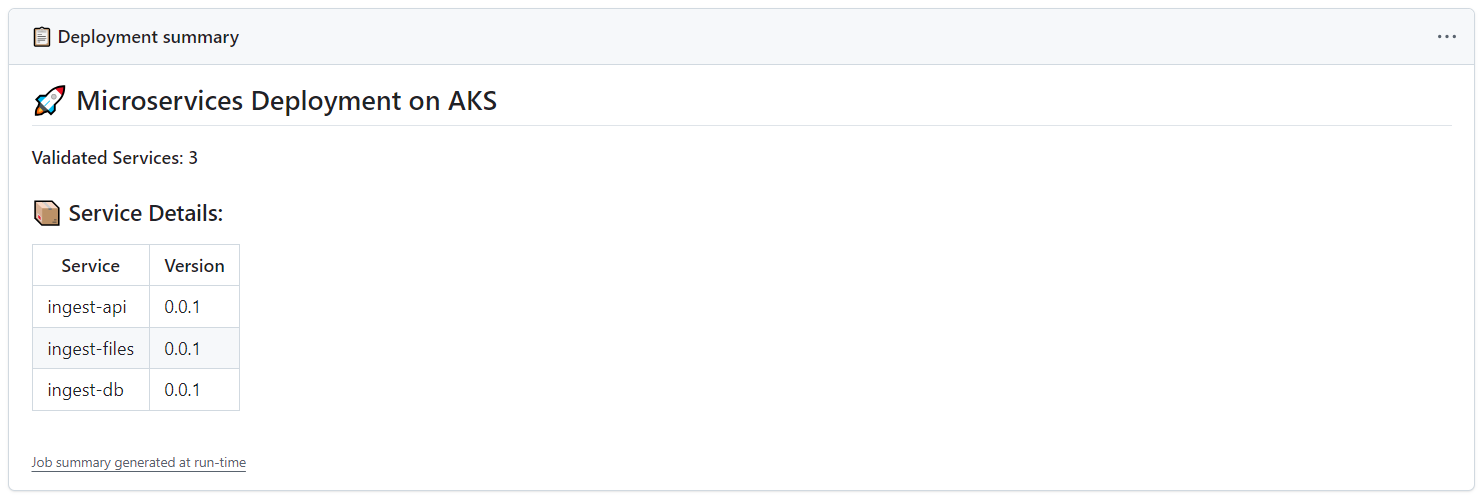 📋 Deployment summary
🚀 Microservices Deployment on AKS
Validated Services: 3
📦 Service Details:
Service Version
ingest-api 0.0.1
ingest-files 0.0.1
ingest-db 0.0.1
Job summary generated at run-time